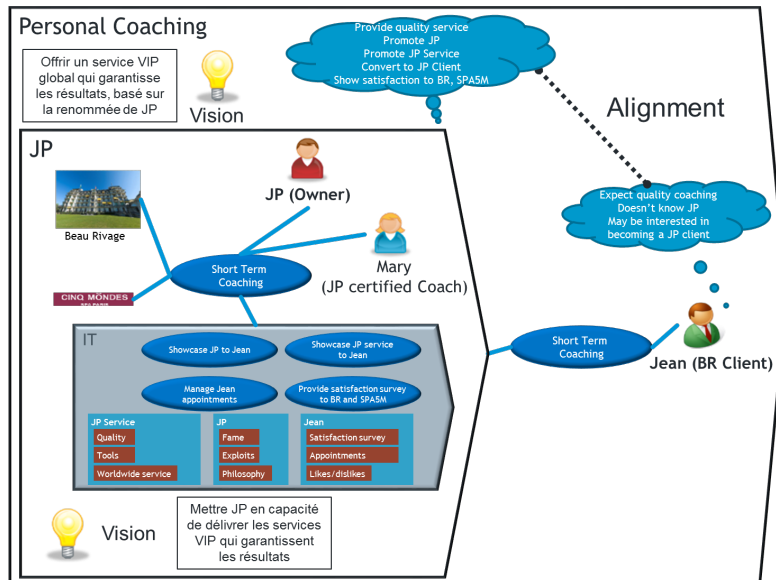 Personal Coaching
Offrir un service VIP
global qui garantisse
les résultats, basé sur
la renommée de JP
Vision
Provide quality service
Promote JP
Promote JP Service
Convert to JP Client
Show satisfaction to BR, SPA5M
Alignment
Expect quality coaching
Doesn't know JP
May be interested in
becoming a JP client
JP
Beau Rivage
JP (Owner)
Mary
(JP certified Coach)
Short Term
Coaching
CINQ MONDES
SPA PARIS
IT
Showcase JP to Jean
Showcase JP service
to Jean
Manage Jean
appointments
Provide satisfaction survey
to BR and SPA5M
JP Service
Quality
Tools
Worldwide service
JP
Fame
Exploits
Philosophy
Jean
Satisfaction survey
Appointments
Likes/dislikes
Short Term
Coaching
Jean (BR Client)
Vision
Mettre JP en capacité
de délivrer les services
VIP qui garantissent
les résultats